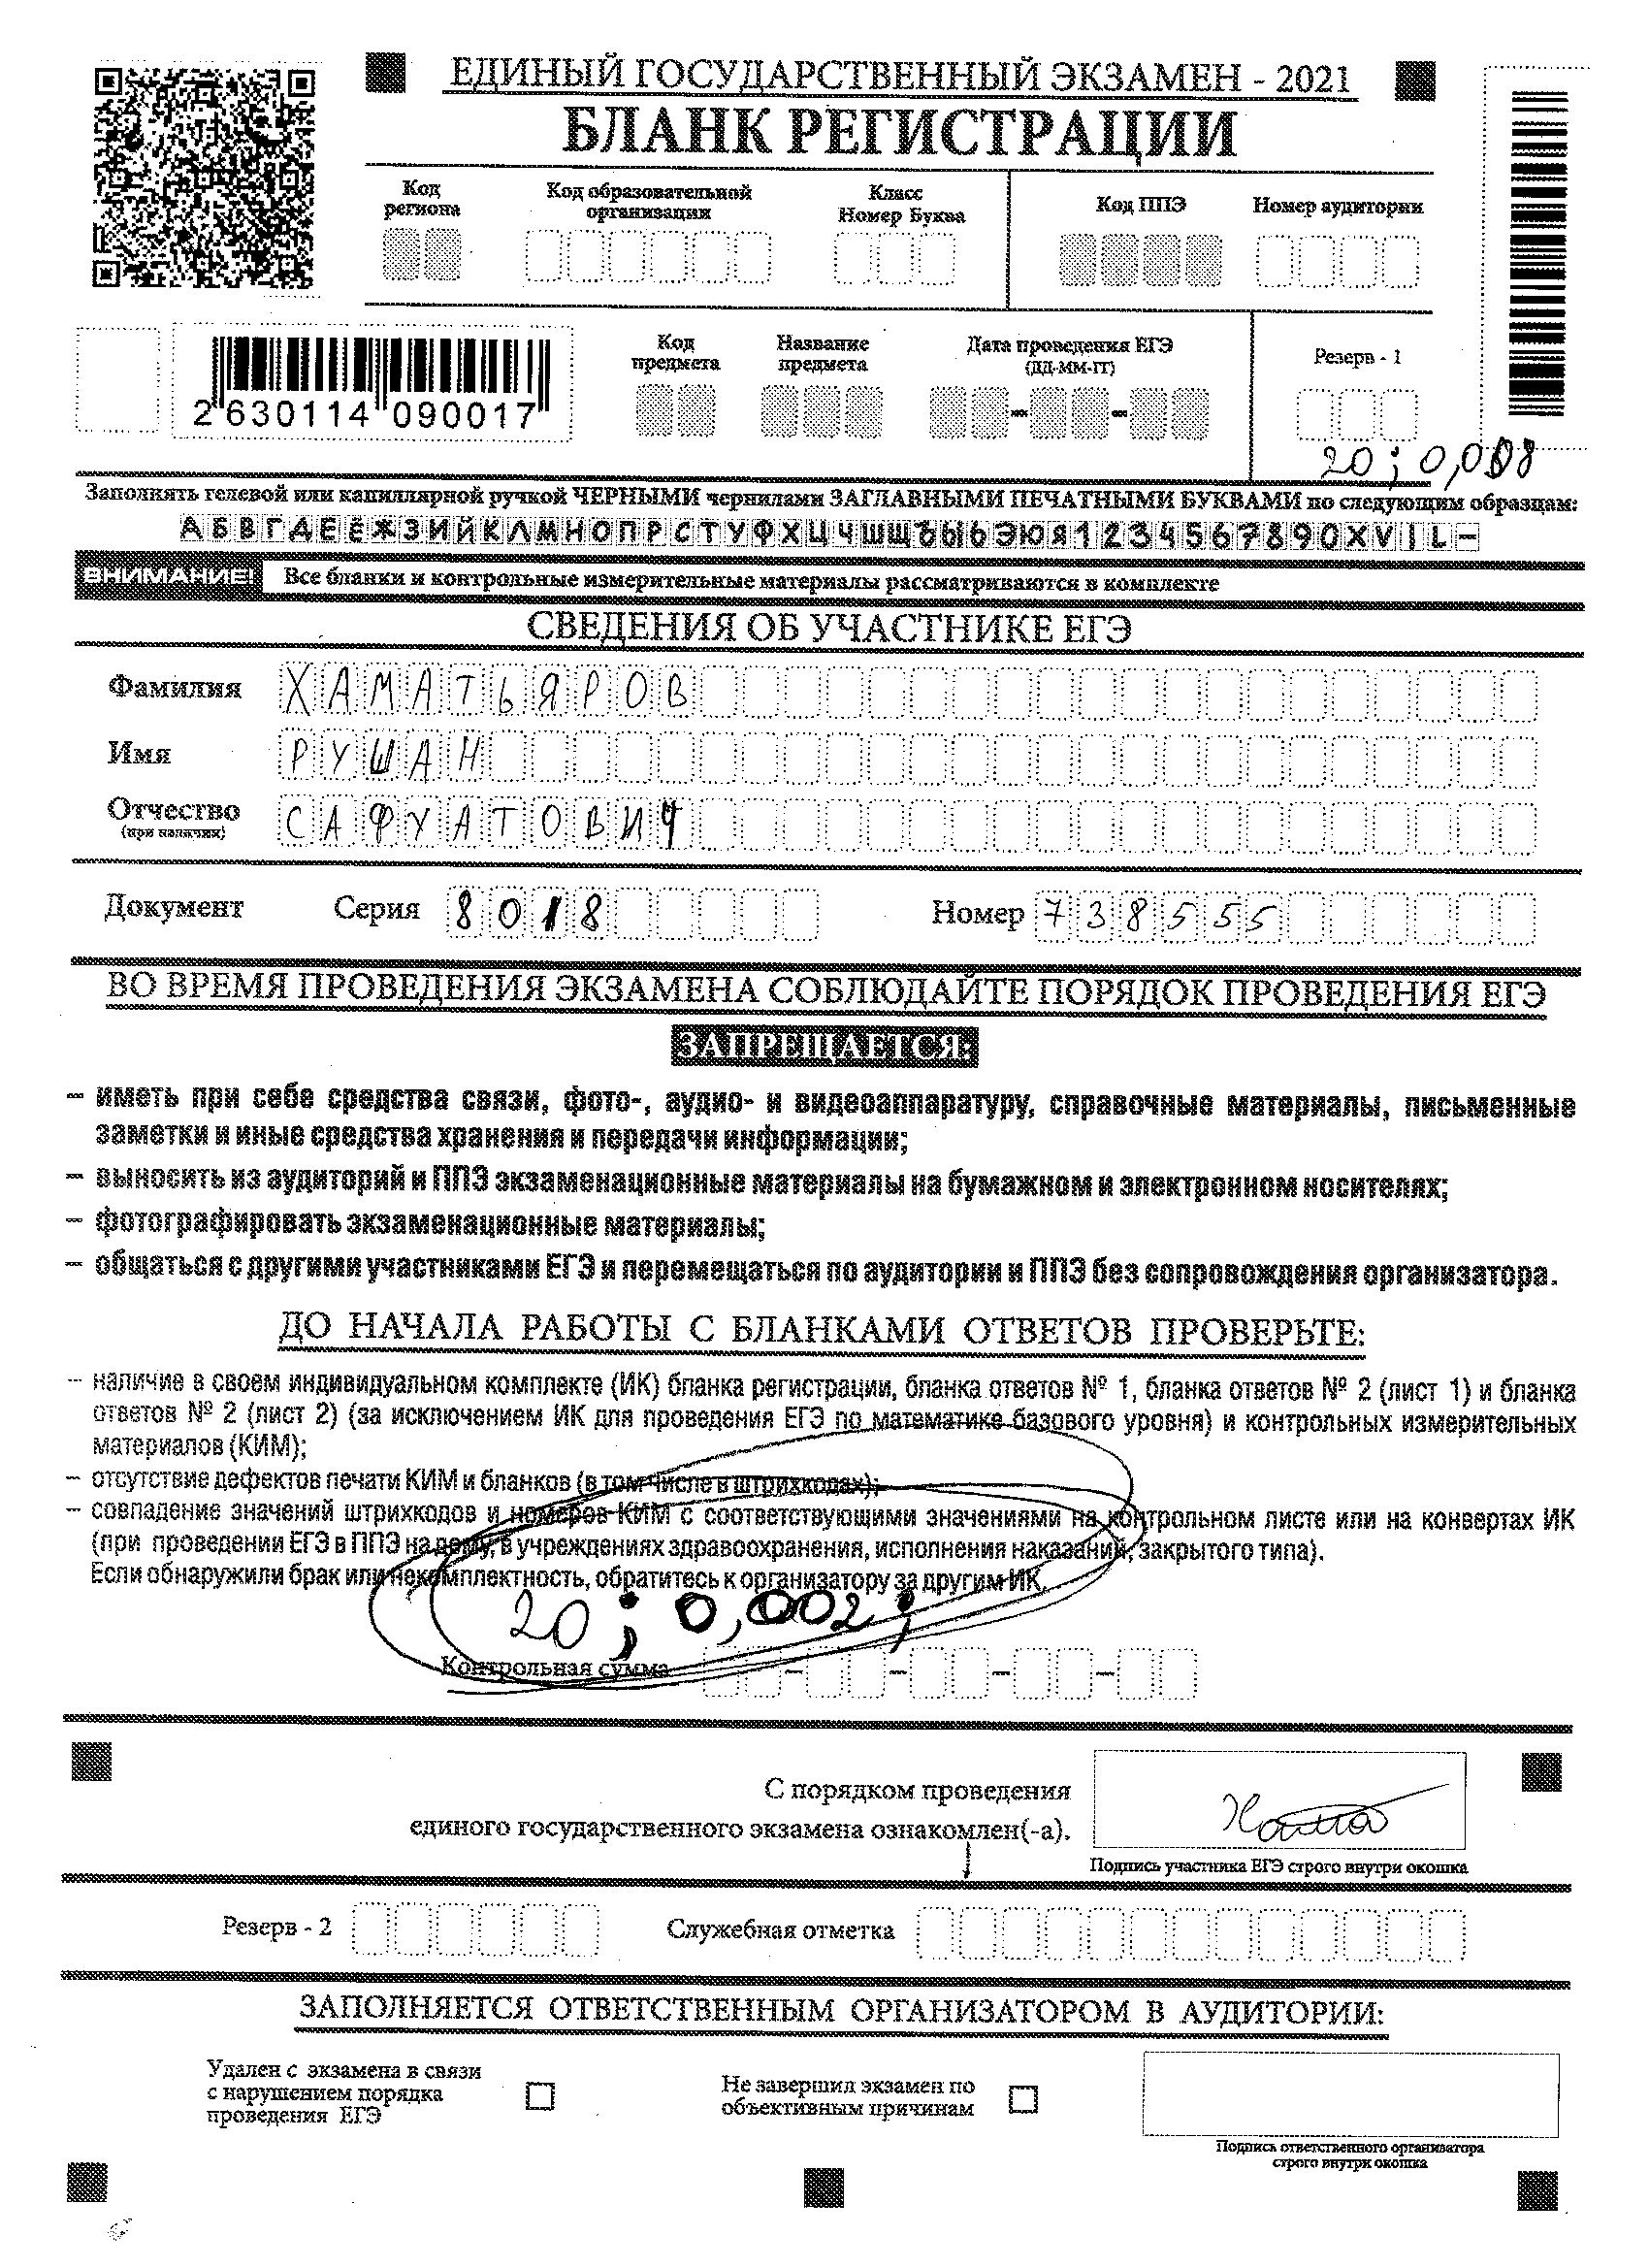 ЕДИНЫЙ ГОСУДАРСТВЕННЫЙ ЭКЗАМЕН - 2021
БЛАНК РЕГИСТРАЦИИ
Код региона
Код образовательной организации
Класс
Номер Буква
Код ППЭ
Номер аудитории
2 630114 090017
Код предмета
Название предмета
Дата проведения ЕГЭ
(ДД-ММ-ГГ)
Резерв - 1
20 ; 0,008
Заполнять гелевой или капиллярной ручкой ЧЕРНЫМИ чернилами ЗАГЛАВНЫМИ ПЕЧАТНЫМИ БУКВАМИ по следующим образцам:
АБВГДЕЁЖЗИЙКЛМНОПРСТУФХЦЧШЩЪЫЬЭЮЯ1234567890XVIL-
ВНИМАНИЕ! Все бланки и контрольные измерительные материалы рассматриваются в комплекте
СВЕДЕНИЯ ОБ УЧАСТНИКЕ ЕГЭ
Фамилия ХАМАТЬЯРОВ
Имя РУШАН
Отчество САФУАТОВИЧ
(при наличии)
Документ Серия 8018 Номер 738555
ВО ВРЕМЯ ПРОВЕДЕНИЯ ЭКЗАМЕНА СОБЛЮДАЙТЕ ПОРЯДОК ПРОВЕДЕНИЯ ЕГЭ
ЗАПРЕЩАЕТСЯ:
– иметь при себе средства связи, фото-, аудио- и видеоаппаратуру, справочные материалы, письменные
заметки и иные средства хранения и передачи информации;
– выносить из аудиторий и ППЭ экзаменационные материалы на бумажном и электронном носителях;
– фотографировать экзаменационные материалы;
– общаться с другими участниками ЕГЭ и перемещаться по аудитории и ППЭ без сопровождения организатора.
ДО НАЧАЛА РАБОТЫ С БЛАНКАМИ ОТВЕТОВ ПРОВЕРЬТЕ:
– наличие в своем индивидуальном комплекте (ИК) бланка регистрации, бланка ответов № 1, бланка ответов № 2 (лист 1) и бланка
ответов № 2 (лист 2) (за исключением ИК для проведения ЕГЭ по математике базового уровня) и контрольных измерительных
материалов (КИМ);
– отсутствие дефектов печати КИМ и бланков (в том числе в штрихкодах);
– совпадение значений штрихкодов и номеров КИМ с соответствующими значениями на контрольном листе или на конвертах ИК
(при проведении ЕГЭ в ППЭ на дому, в учреждениях здравоохранения, исполнения наказаний, закрытого типа).
Если обнаружили брак или некомплектность, обратитесь к организатору за другим ИК.
20 ; 0,002 ;
Контрольная сумма - - - -
С порядком проведения
единого государственного экзамена ознакомлен(-а).
Подпись участника ЕГЭ строго внутри окошка
Резерв - 2
Служебная отметка
ЗАПОЛНЯЕТСЯ ОТВЕТСТВЕННЫМ ОРГАНИЗАТОРОМ В АУДИТОРИИ:
Удален с экзамена в связи
с нарушением порядка
проведения ЕГЭ
Не завершил экзамен по
объективным причинам
Подпись ответственного организатора
строго внутри окошка